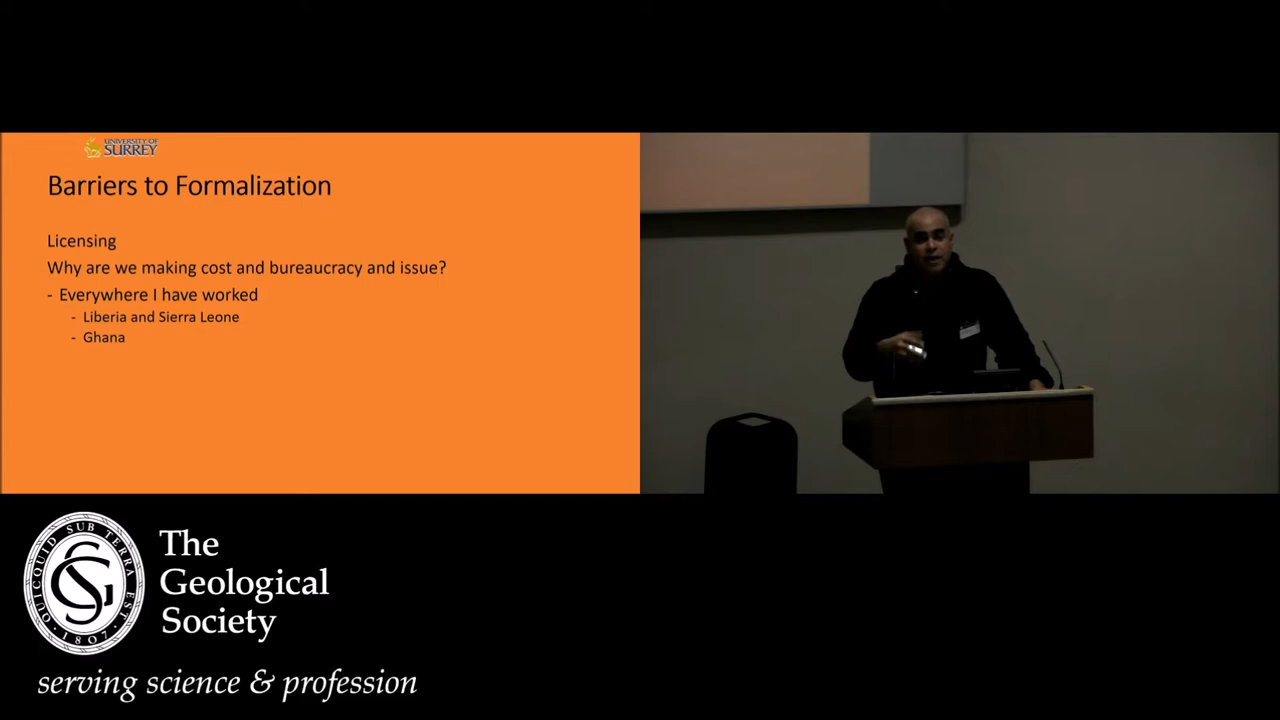 UNIVERSITY OF
SURREY
Barriers to Formalization
Licensing
Why are we making cost and bureaucracy and issue?
- Everywhere I have worked
- Liberia and Sierra Leone
- Ghana
QUICQUID SUB TERRA EST
GS
· 1807 ·
The
Geological
Society
serving science & profession